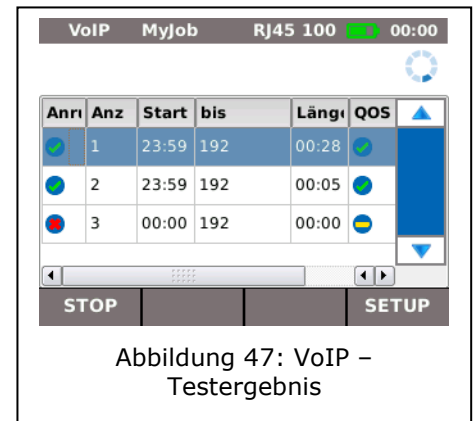 VoIP MyJob RJ45 100 00:00
Anru Anz Start bis Länge QOS
1 23:59 192 00:28
2 23:59 192 00:05
3 00:00 192 00:00
STOP SETUP
Abbildung 47: VoIP –
Testergebnis